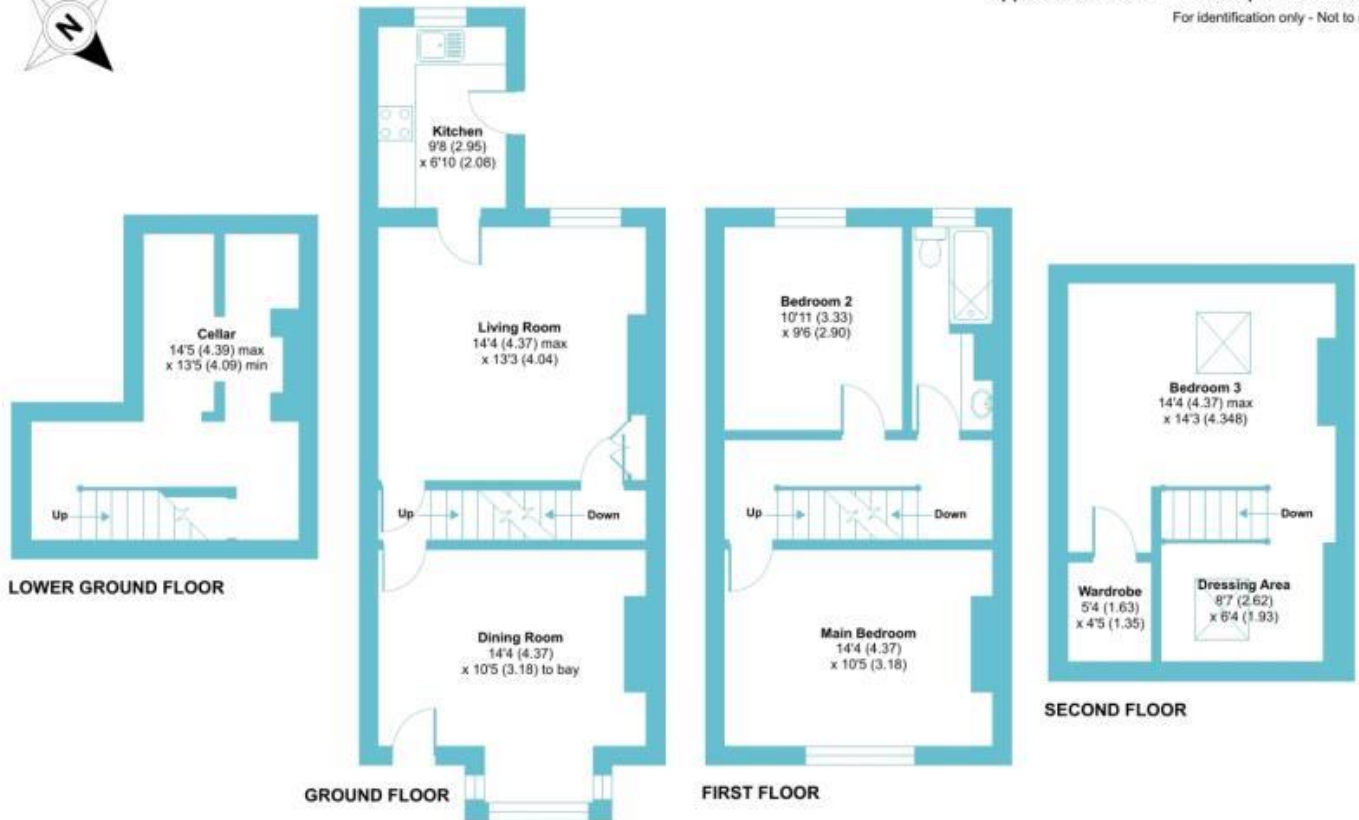 For identification only - Not to
N
Kitchen
9'8 (2.95)
x 6'10 (2.08)
Cellar
14'5 (4.39) max
x 13'5 (4.09) min
Up
LOWER GROUND FLOOR
Living Room
14'4 (4.37) max
x 13'3 (4.04)
Up
Down
Dining Room
14'4 (4.37)
x 10'5 (3.18) to bay
GROUND FLOOR
Bedroom 2
10'11 (3.33)
x 9'6 (2.90)
Up
Down
Main Bedroom
14'4 (4.37)
x 10'5 (3.18)
FIRST FLOOR
Bedroom 3
14'4 (4.37) max
x 14'3 (4.348)
Down
Wardrobe
5'4 (1.63)
x 4'5 (1.35)
Dressing Area
8'7 (2.62)
x 6'4 (1.93)
SECOND FLOOR